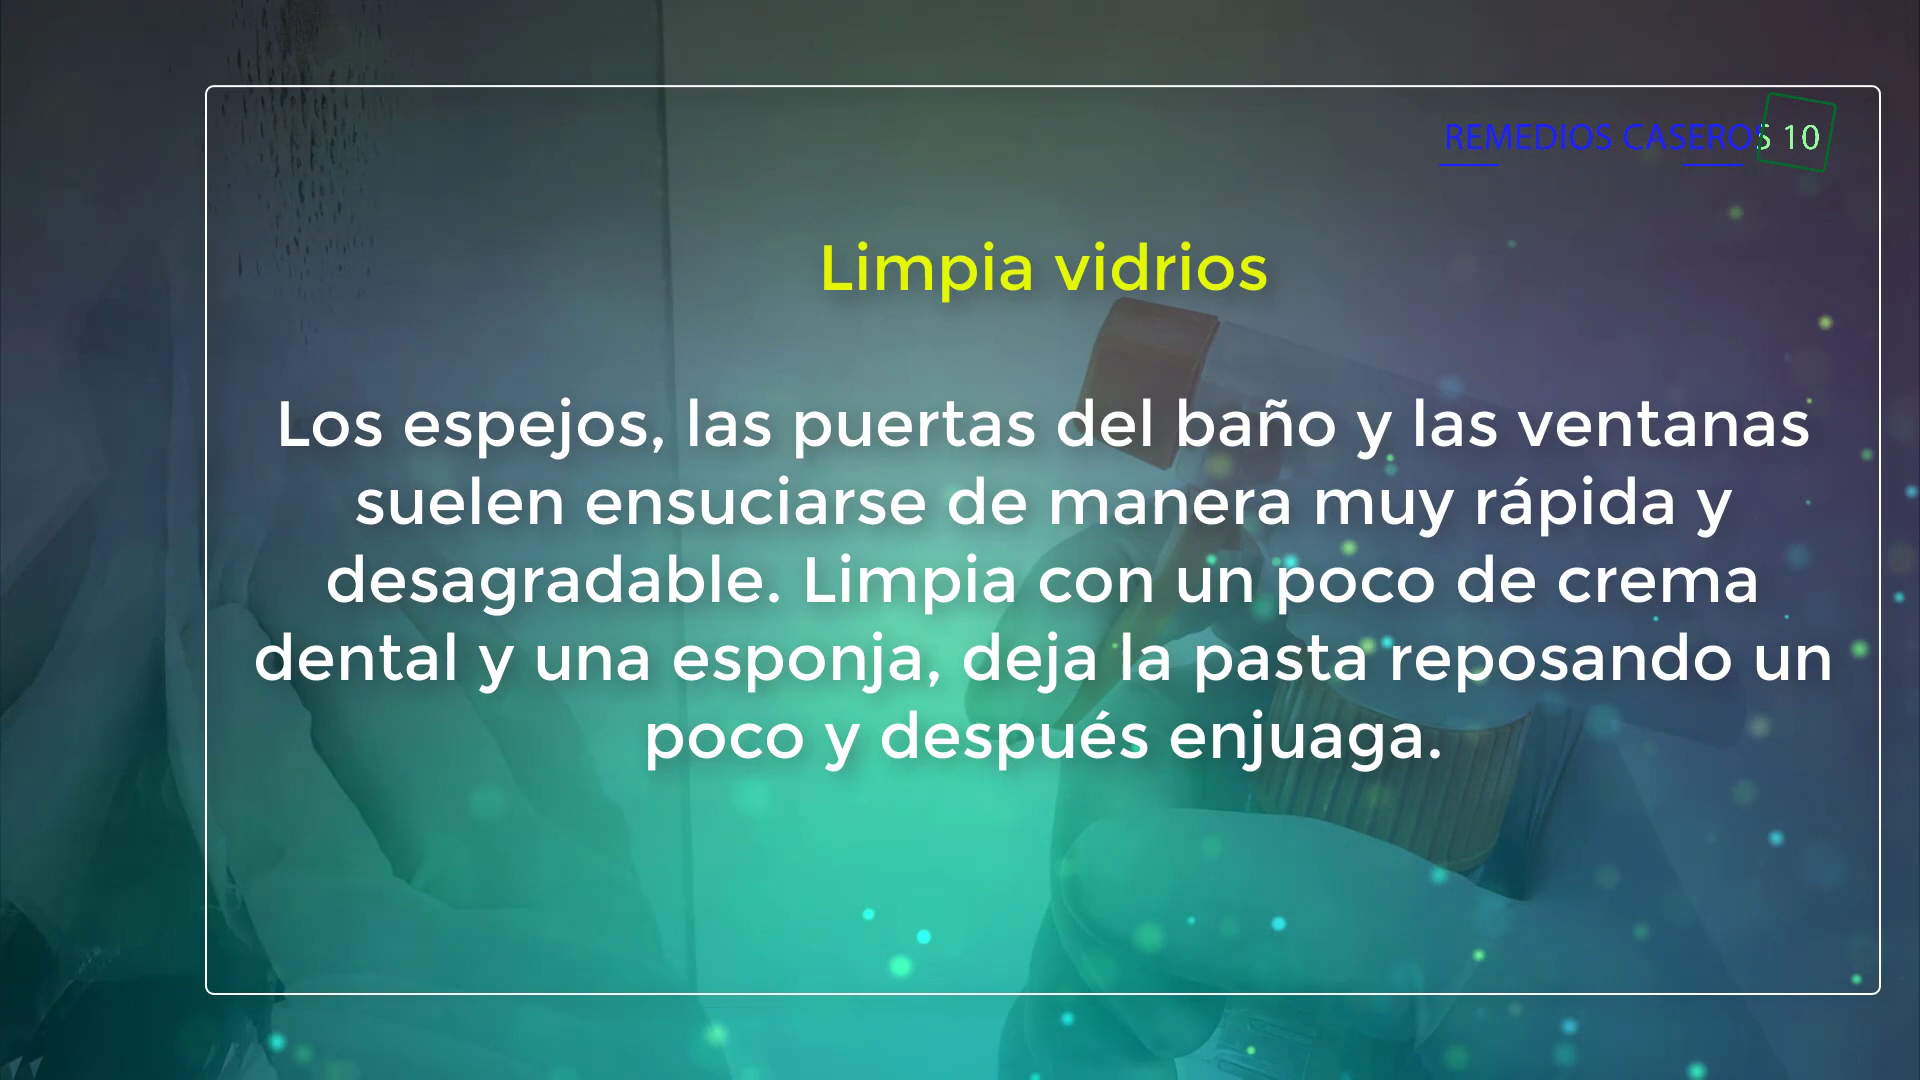 REMEDIOS CASEROS 10
Limpia vidrios
Los espejos, las puertas del baño y las ventanas
suelen ensuciarse de manera muy rápida y
desagradable. Limpia con un poco de crema
dental y una esponja, deja la pasta reposando un
poco y después enjuaga.